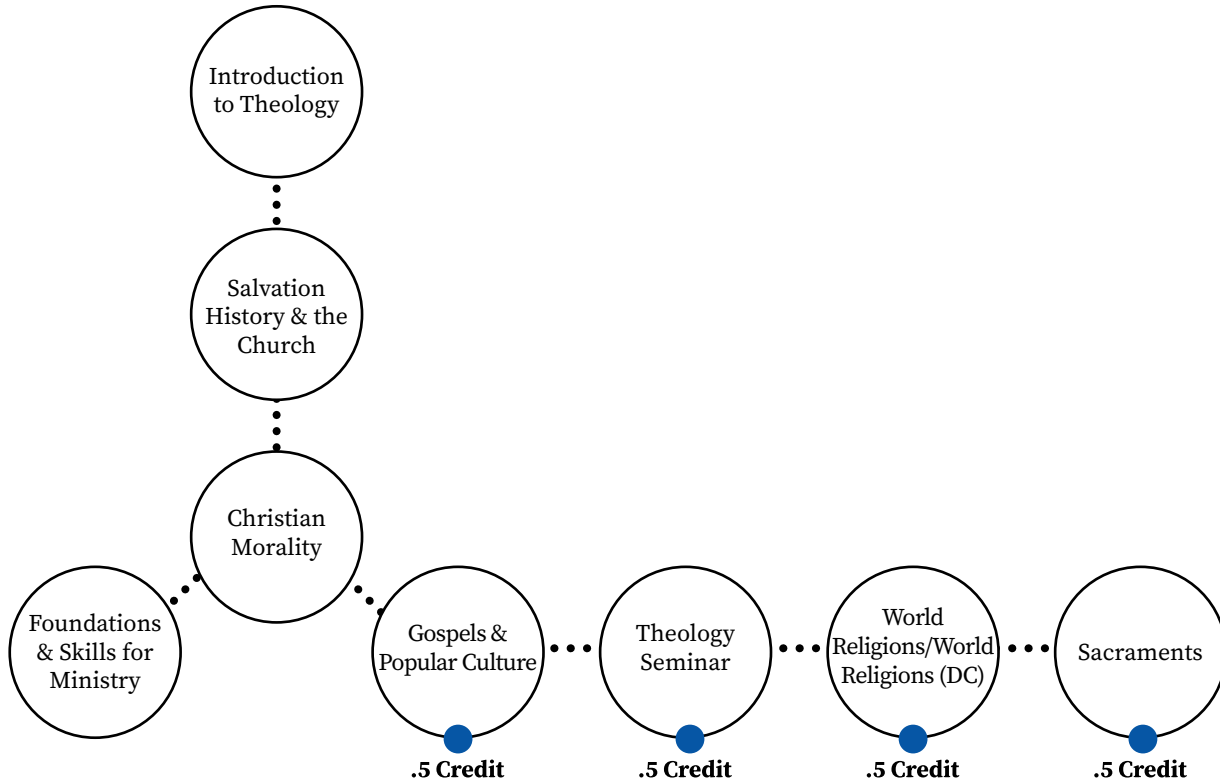 Introduction
to Theology
Salvation
History & the
Church
Christian
Morality
Foundations
& Skills for
Ministry
Gospels &
Popular Culture
Theology
Seminar
World
Religions/World
Religions (DC)
Sacraments
.5 Credit
.5 Credit
.5 Credit
.5 Credit